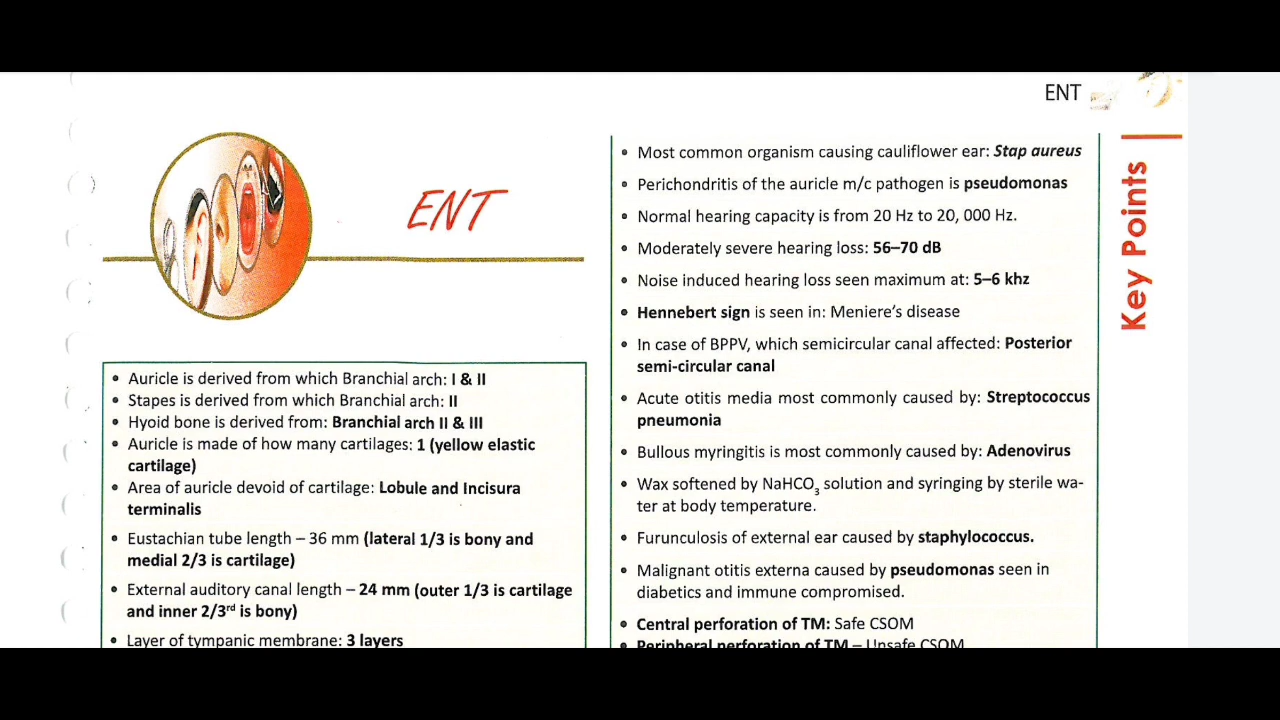 ENT
Key Points
ENT
• Auricle is derived from which Branchial arch: I & II
• Stapes is derived from which Branchial arch: II
• Hyoid bone is derived from: Branchial arch II & III
• Auricle is made of how many cartilages: 1 (yellow elastic
cartilage)
• Area of auricle devoid of cartilage: Lobule and Incisura
terminalis
• Eustachian tube length – 36 mm (lateral 1/3 is bony and
medial 2/3 is cartilage)
• External auditory canal length – 24 mm (outer 1/3 is cartilage
and inner 2/3rd is bony)
• Layer of tympanic membrane: 3 layers
• Most common organism causing cauliflower ear: Stap aureus
• Perichondritis of the auricle m/c pathogen is pseudomonas
• Normal hearing capacity is from 20 Hz to 20, 000 Hz.
• Moderately severe hearing loss: 56–70 dB
• Noise induced hearing loss seen maximum at: 5–6 khz
• Hennebert sign is seen in: Meniere's disease
• In case of BPPV, which semicircular canal affected: Posterior
semi-circular canal
• Acute otitis media most commonly caused by: Streptococcus
pneumonia
• Bullous myringitis is most commonly caused by: Adenovirus
• Wax softened by NaHCO₃ solution and syringing by sterile wa-
ter at body temperature.
• Furunculosis of external ear caused by staphylococcus.
• Malignant otitis externa caused by pseudomonas seen in
diabetics and immune compromised.
• Central perforation of TM: Safe CSOM
• Peripheral perforation of TM – Unsafe CSOM